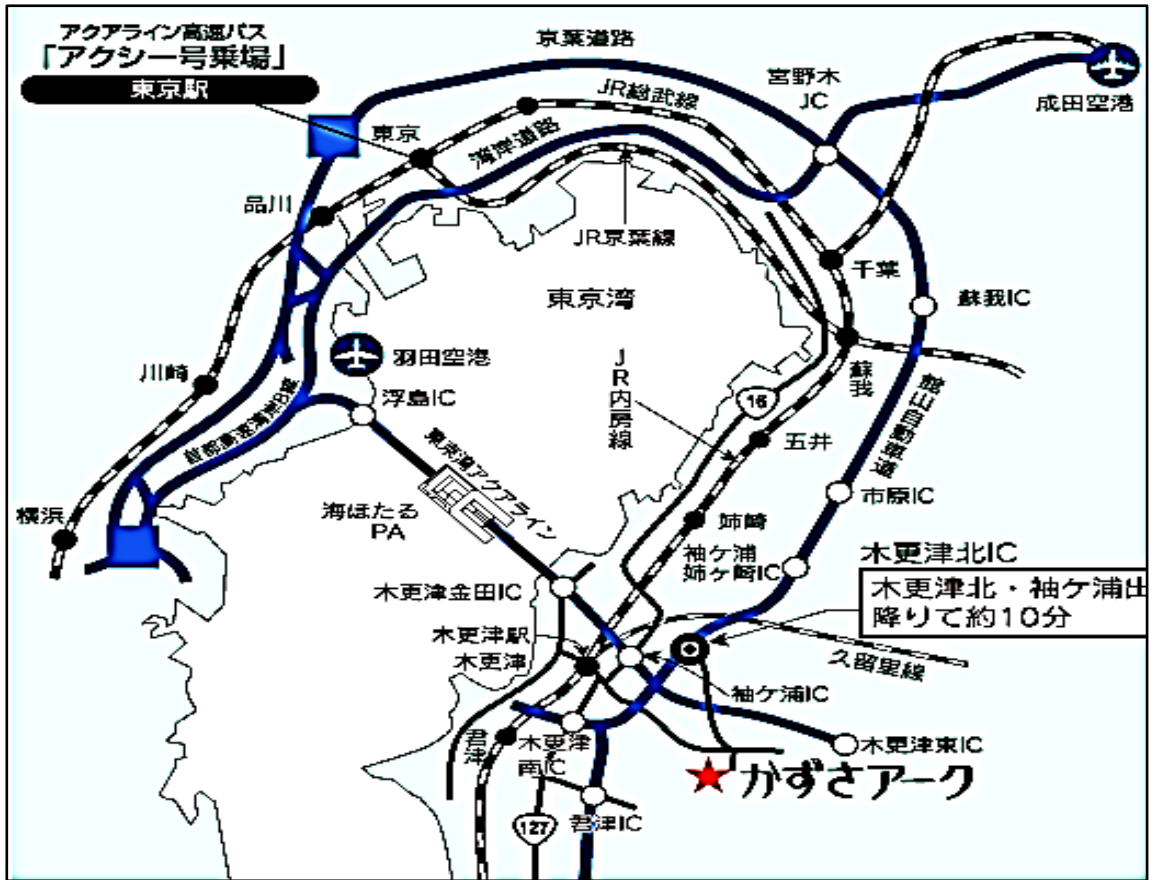 アクアライン高速バス
「アクシー号乗場」
東京駅
京葉道路
宮野木
JC
成田空港
JR総武線
東京
海岸道路
品川
JR京葉線
千葉
東京湾
蘇我IC
羽田空港
川崎
浮島IC
JR内房線
蘇我
16
館山自動車道
首都高速湾岸B線
五井
東京湾アクアライン
市原IC
横浜
海ほたる
PA
姉崎
袖ケ浦
姉ヶ崎IC
木更津北IC
木更津北・袖ケ浦出
降りて約10分
木更津金田IC
木更津駅
木更津
久留里線
袖ケ浦IC
君津
木更津
南IC
木更津東IC
かずさアーク
127
君津IC